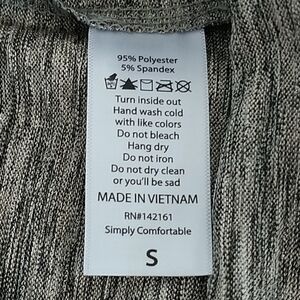 95% Polyester
5% Spandex
Turn inside out
Hand wash cold
with like colors
Do not bleach
Hang dry
Do not iron
Do not dry clean
or you'll be sad
MADE IN VIETNAM
RN#142161
Simply Comfortable
S